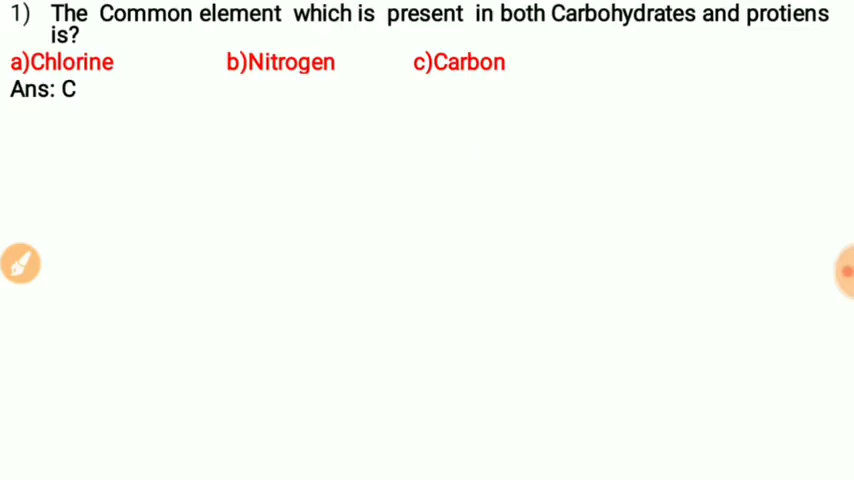 1) The Common element which is present in both Carbohydrates and protiens
is?
a)Chlorine b)Nitrogen c)Carbon
Ans: C